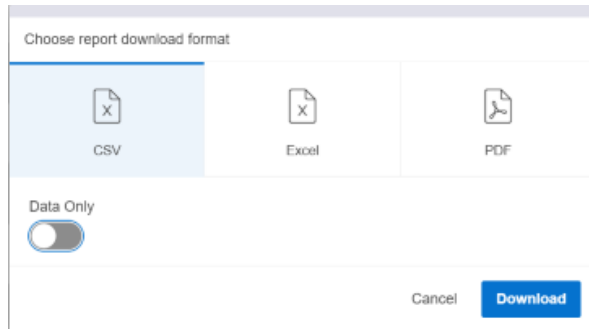 Choose report download format
X
CSV
X
Excel
PDF
Data Only
Cancel
Download